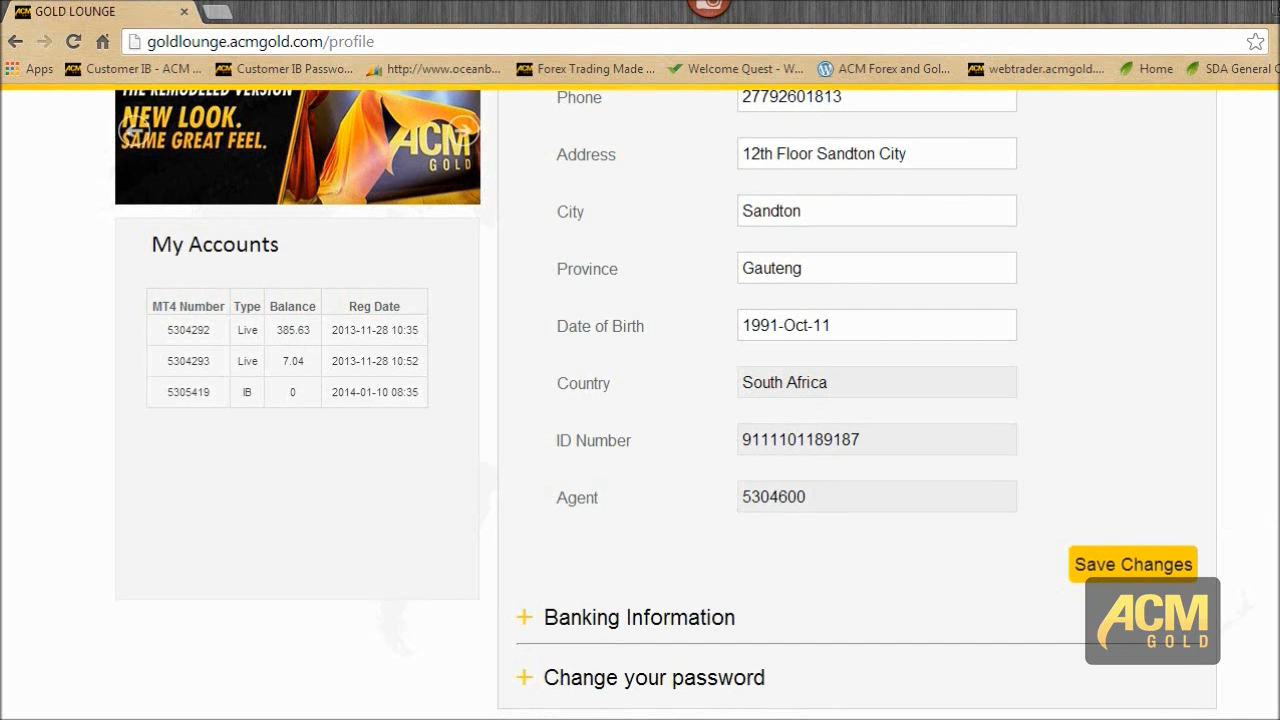 GOLD LOUNGE
goldlounge.acmgold.com/profile
Apps Customer IB - ACM ... Customer IB Passwo... http://www.oceanb... Forex Trading Made ... Welcome Quest - W... ACM Forex and Gol... webtrader.acmgold.... Home SDG General C
THE REMODELED VERSION
NEW LOOK.
SAME GREAT FEEL.
ACM
GOLD
My Accounts
MT4 Number Type Balance Reg Date
5304292 Live 385.63 2013-11-28 10:35
5304293 Live 7.04 2013-11-28 10:52
5305419 IB 0 2014-01-10 08:35
Phone 27792601813
Address 12th Floor Sandton City
City Sandton
Province Gauteng
Date of Birth 1991-Oct-11
Country South Africa
ID Number 9111101189187
Agent 5304600
Save Changes
+ Banking Information
+ Change your password
ACM
GOLD